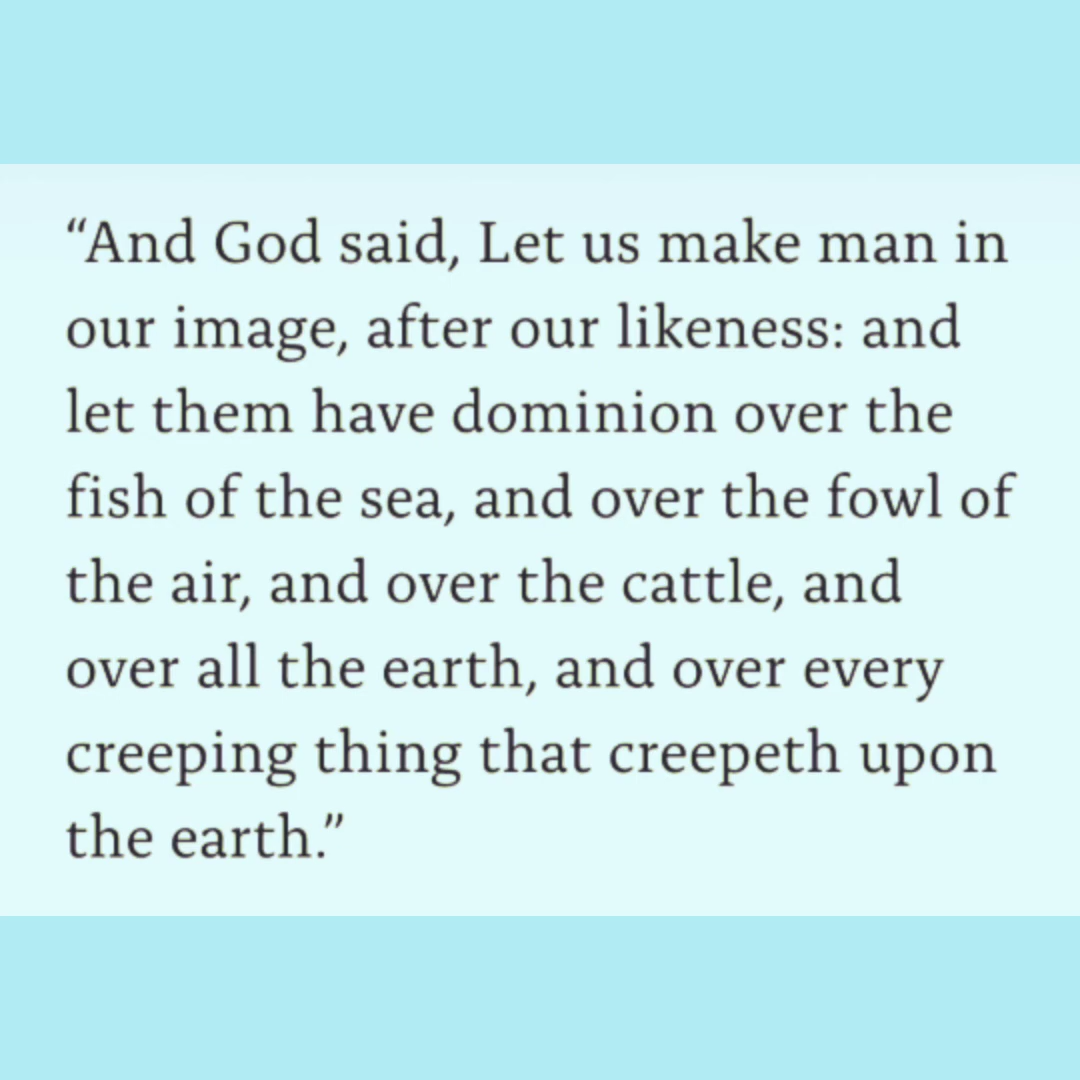 “And God said, Let us make man in
our image, after our likeness: and
let them have dominion over the
fish of the sea, and over the fowl of
the air, and over the cattle, and
over all the earth, and over every
creeping thing that creepeth upon
the earth.”